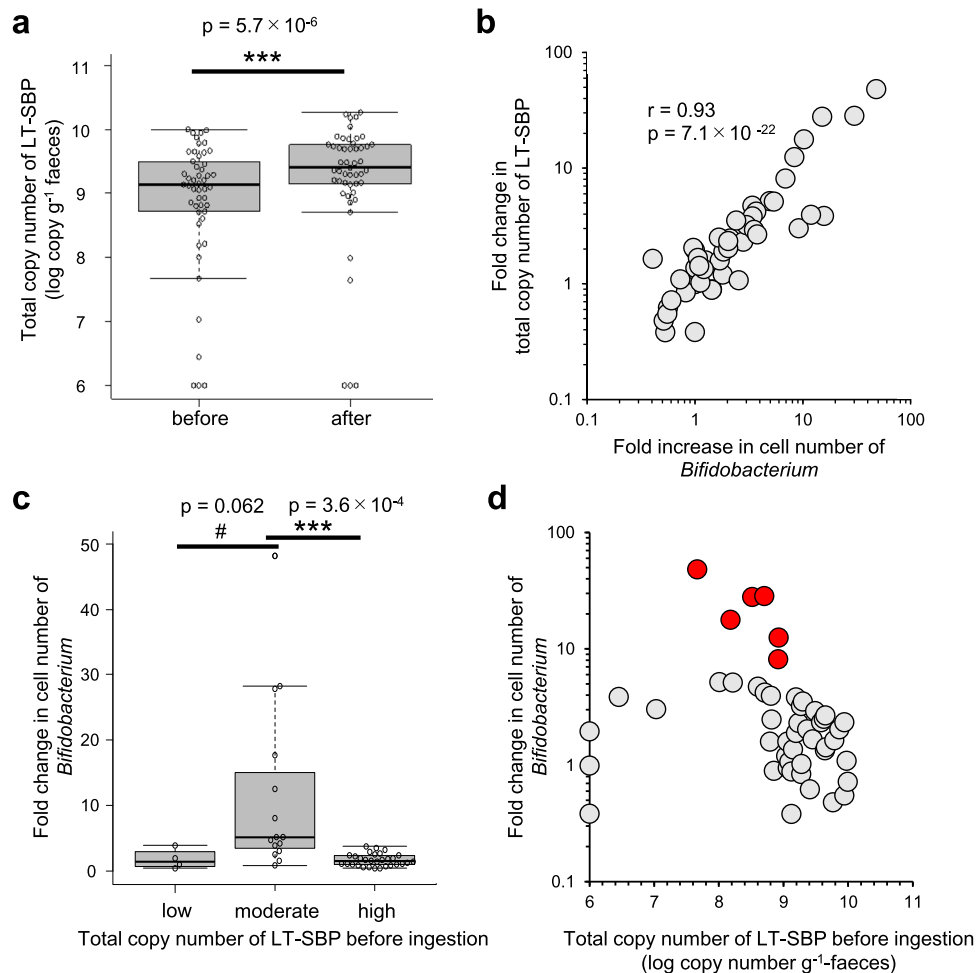 a
p = 5.7 × 10⁻⁶
***
Total copy number of LT-SBP
(log copy g⁻¹ faeces)
11
10
9
8
7
6
before
after
b
100
10
1
0.1
r = 0.93
p = 7.1 × 10⁻²²
Fold change in
total copy number of LT-SBP
0.1
1
10
100
Fold increase in cell number of
Bifidobacterium
c
p = 0.062
p = 3.6 × 10⁻⁴
#
***
Fold change in cell number of
Bifidobacterium
50
40
30
20
10
0
low
moderate
high
Total copy number of LT-SBP before ingestion
d
Fold change in cell number of
Bifidobacterium
100
10
1
0.1
6
7
8
9
10
11
Total copy number of LT-SBP before ingestion
(log copy number g⁻¹-faeces)